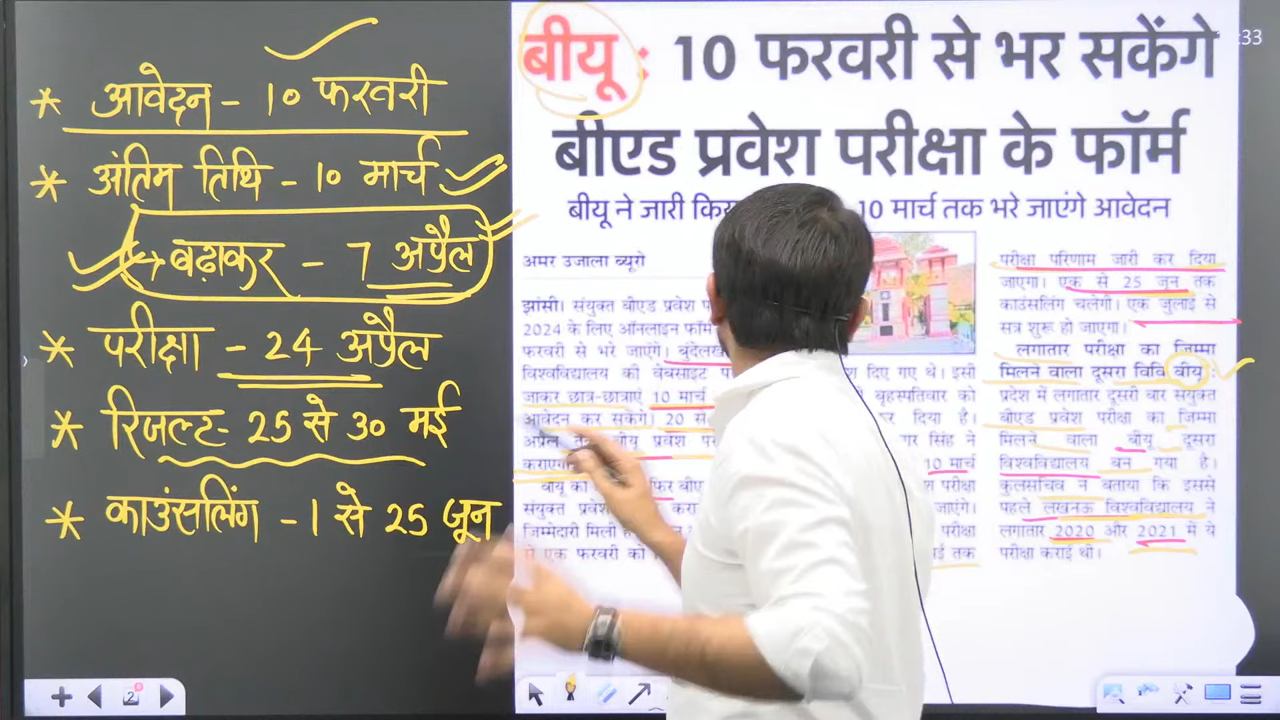 * आवेदन - 10 फरवरी
* अंतिम तिथि - 10 मार्च
→ बढ़ाकर - 7 अप्रैल
* परीक्षा - 24 अप्रैल
* रिजल्ट - 25 से 30 मई
* काउंसलिंग - 1 से 25 जून
बीयू : 10 फरवरी से भर सकेंगे
:33
बीएड प्रवेश परीक्षा के फॉर्म
बीयू ने जारी 10 मार्च तक भरे जाएंगे आवेदन
अमर उजाला ब्यूरो
झांसी। संयुक्त बीएड प्रवेश
2024 के लिए ऑनलाइन
फरवरी से भरे जाएंगे।
विश्वविद्यालय की वेबसाइट
जाकर छात्र-छात्राएं 10 मार्च
आवेदन कर सकेंगे। 20 से
बीयू प्रवेश
बीयू का
संयुक्त प्रवेश
जिम्मेदारी मिली
एक फरवरी को
दिए गए थे। इसी
बृहस्पतिवार को
दिया है।
सिंह ने
10 मार्च
परीक्षा
जाएंगे।
परीक्षा
तक
परीक्षा परिणाम जारी कर दिया
जाएगा। एक से 25 जून तक
काउंसलिंग चलेगी। एक जुलाई से
सत्र शुरू हो जाएगा।
लगातार परीक्षा का जिम्मा
मिलने वाला दूसरा विवि बीयू :
प्रदेश में लगातार दूसरी बार संयुक्त
बीएड प्रवेश परीक्षा का जिम्मा
मिलने वाला बीयू दूसरा
विश्वविद्यालय बन गया है।
कुलसचिव ने बताया कि इससे
पहले लखनऊ विश्वविद्यालय ने
लगातार 2020 और 2021 में ये
परीक्षा कराई थी।
2